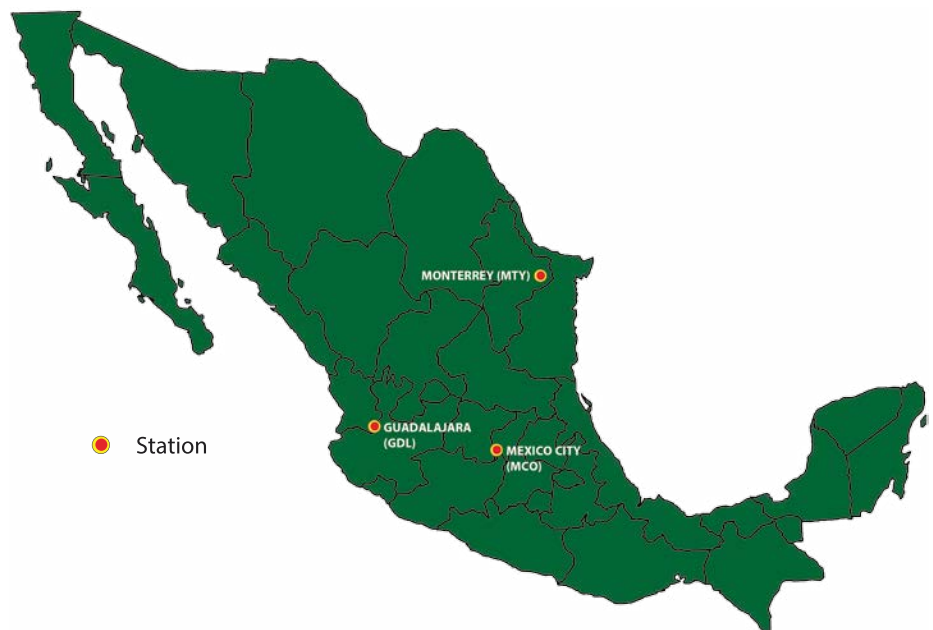 MONTERREY (MTY)
GUADALAJARA
(GDL)
MEXICO CITY
(MCO)
Station